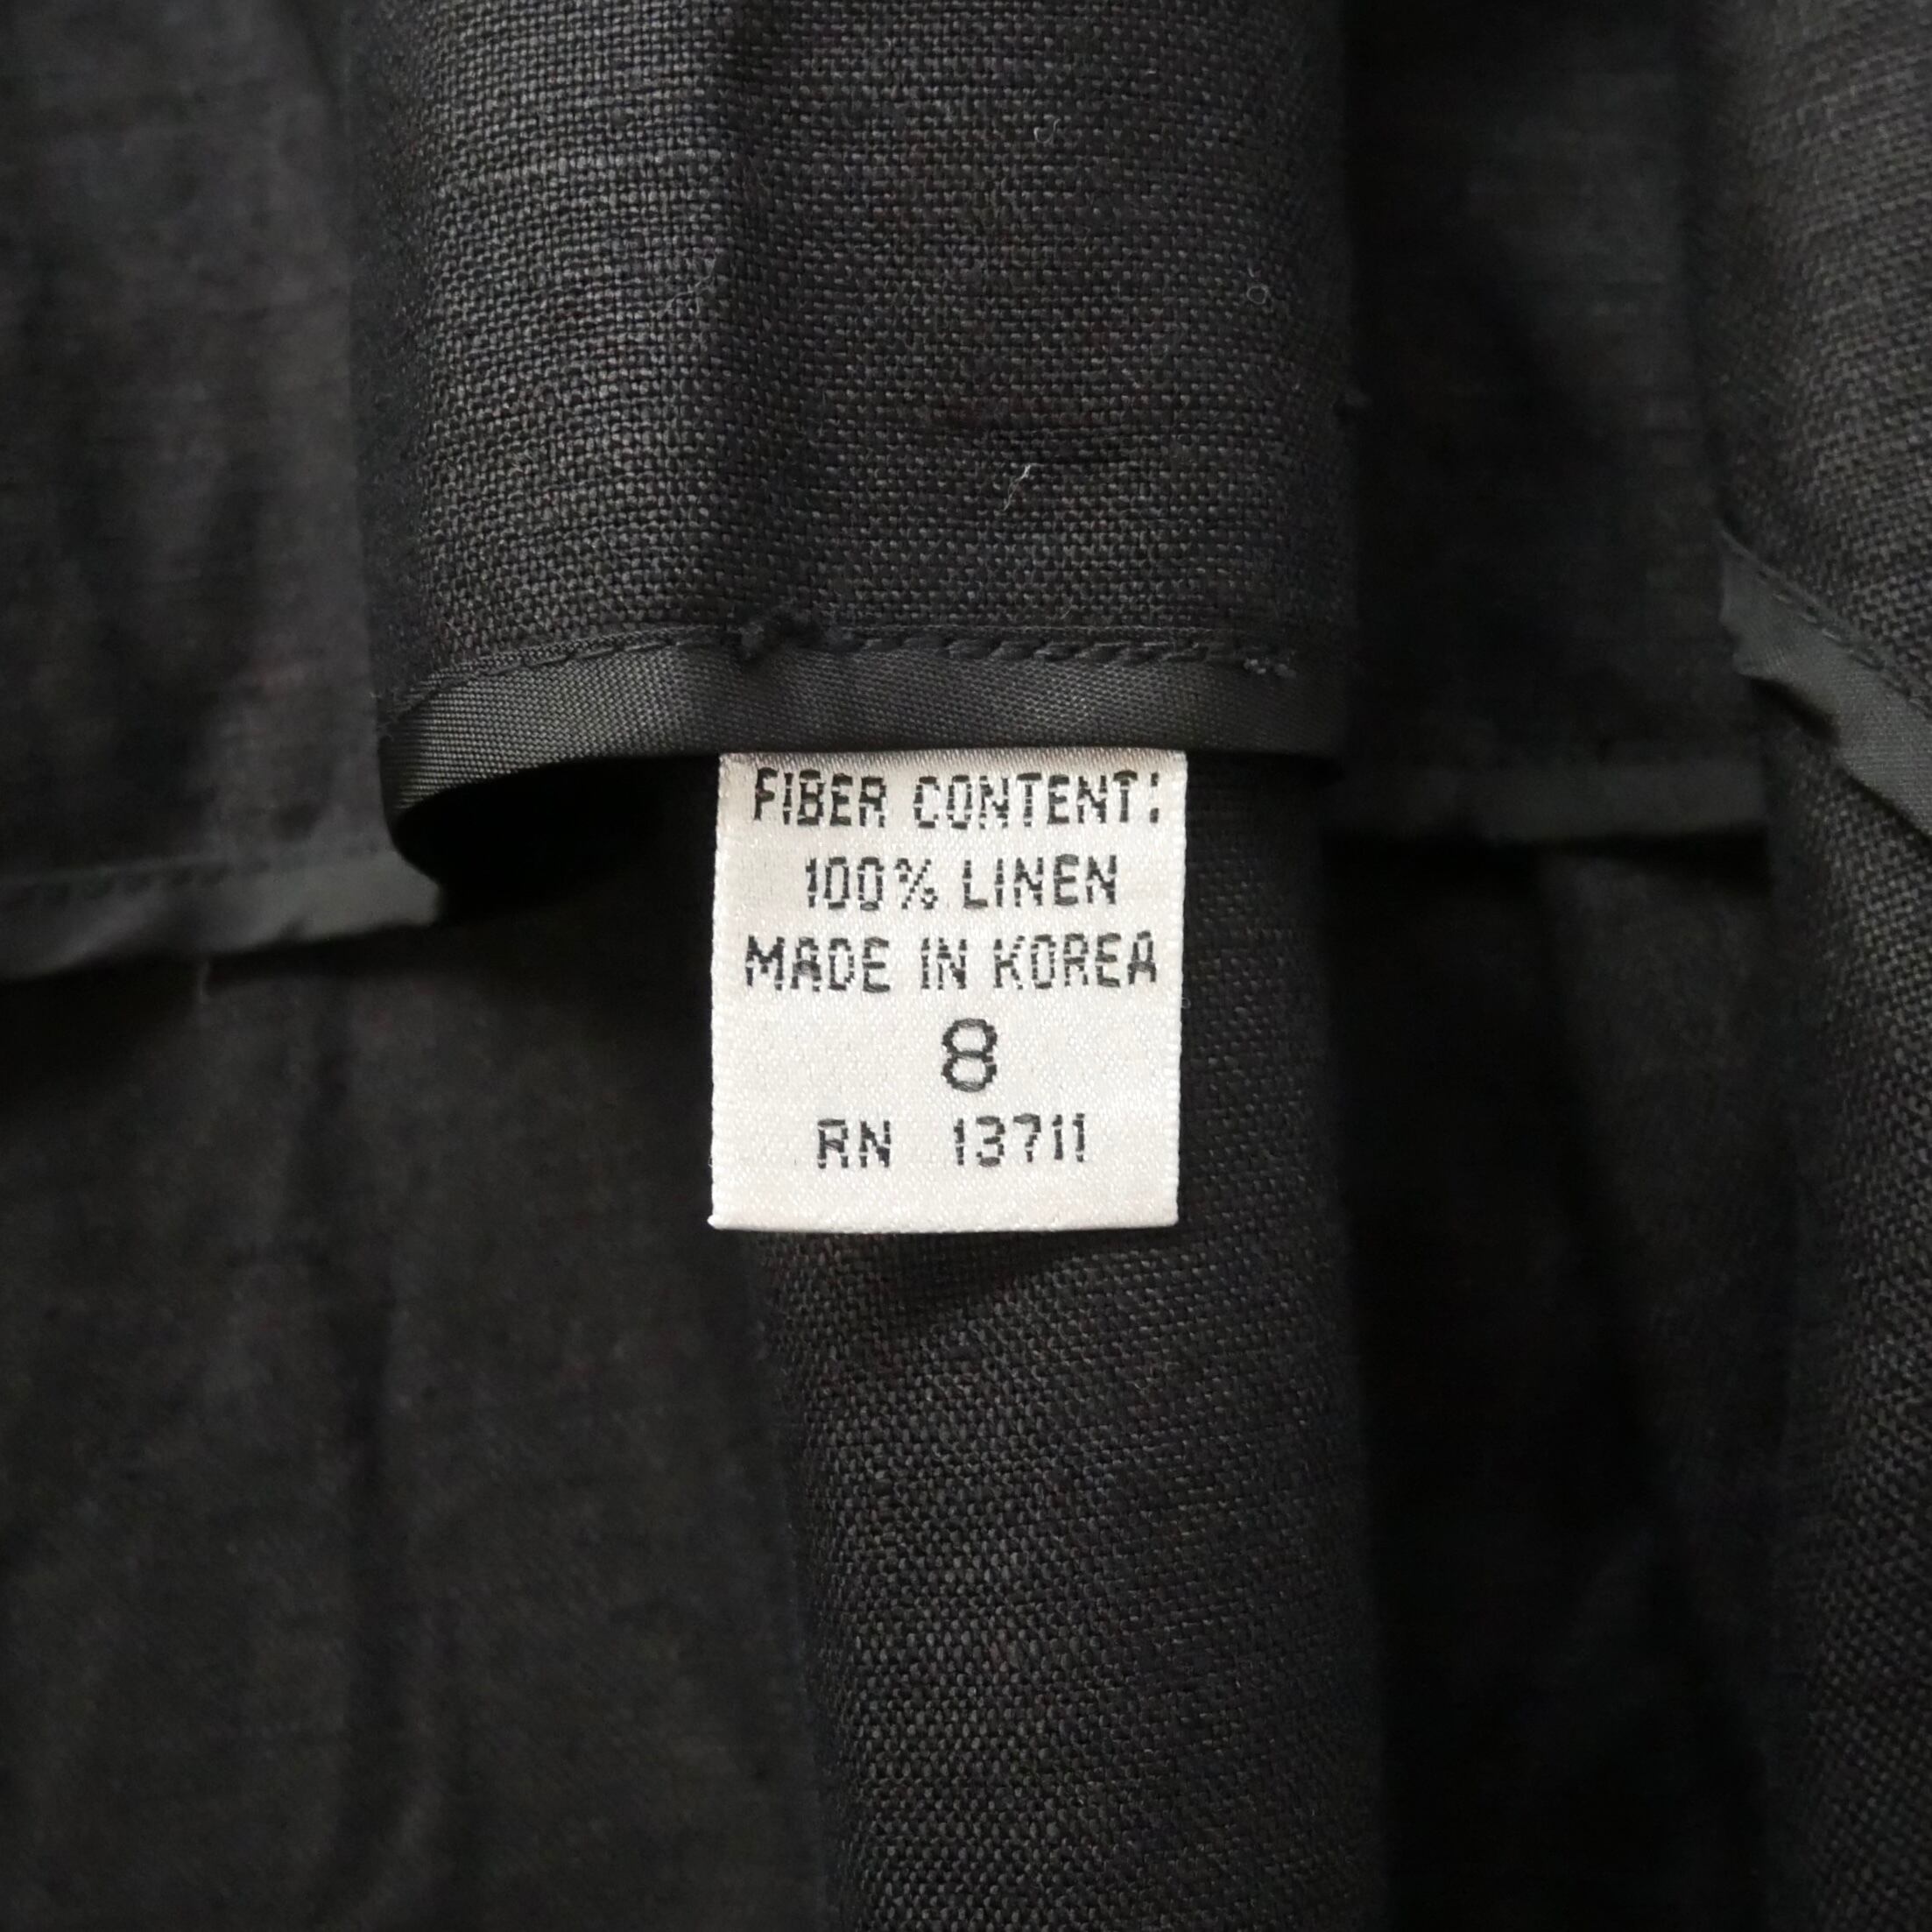 FIBER CONTENT:
100% LINEN
MADE IN KOREA
8
RN 13711